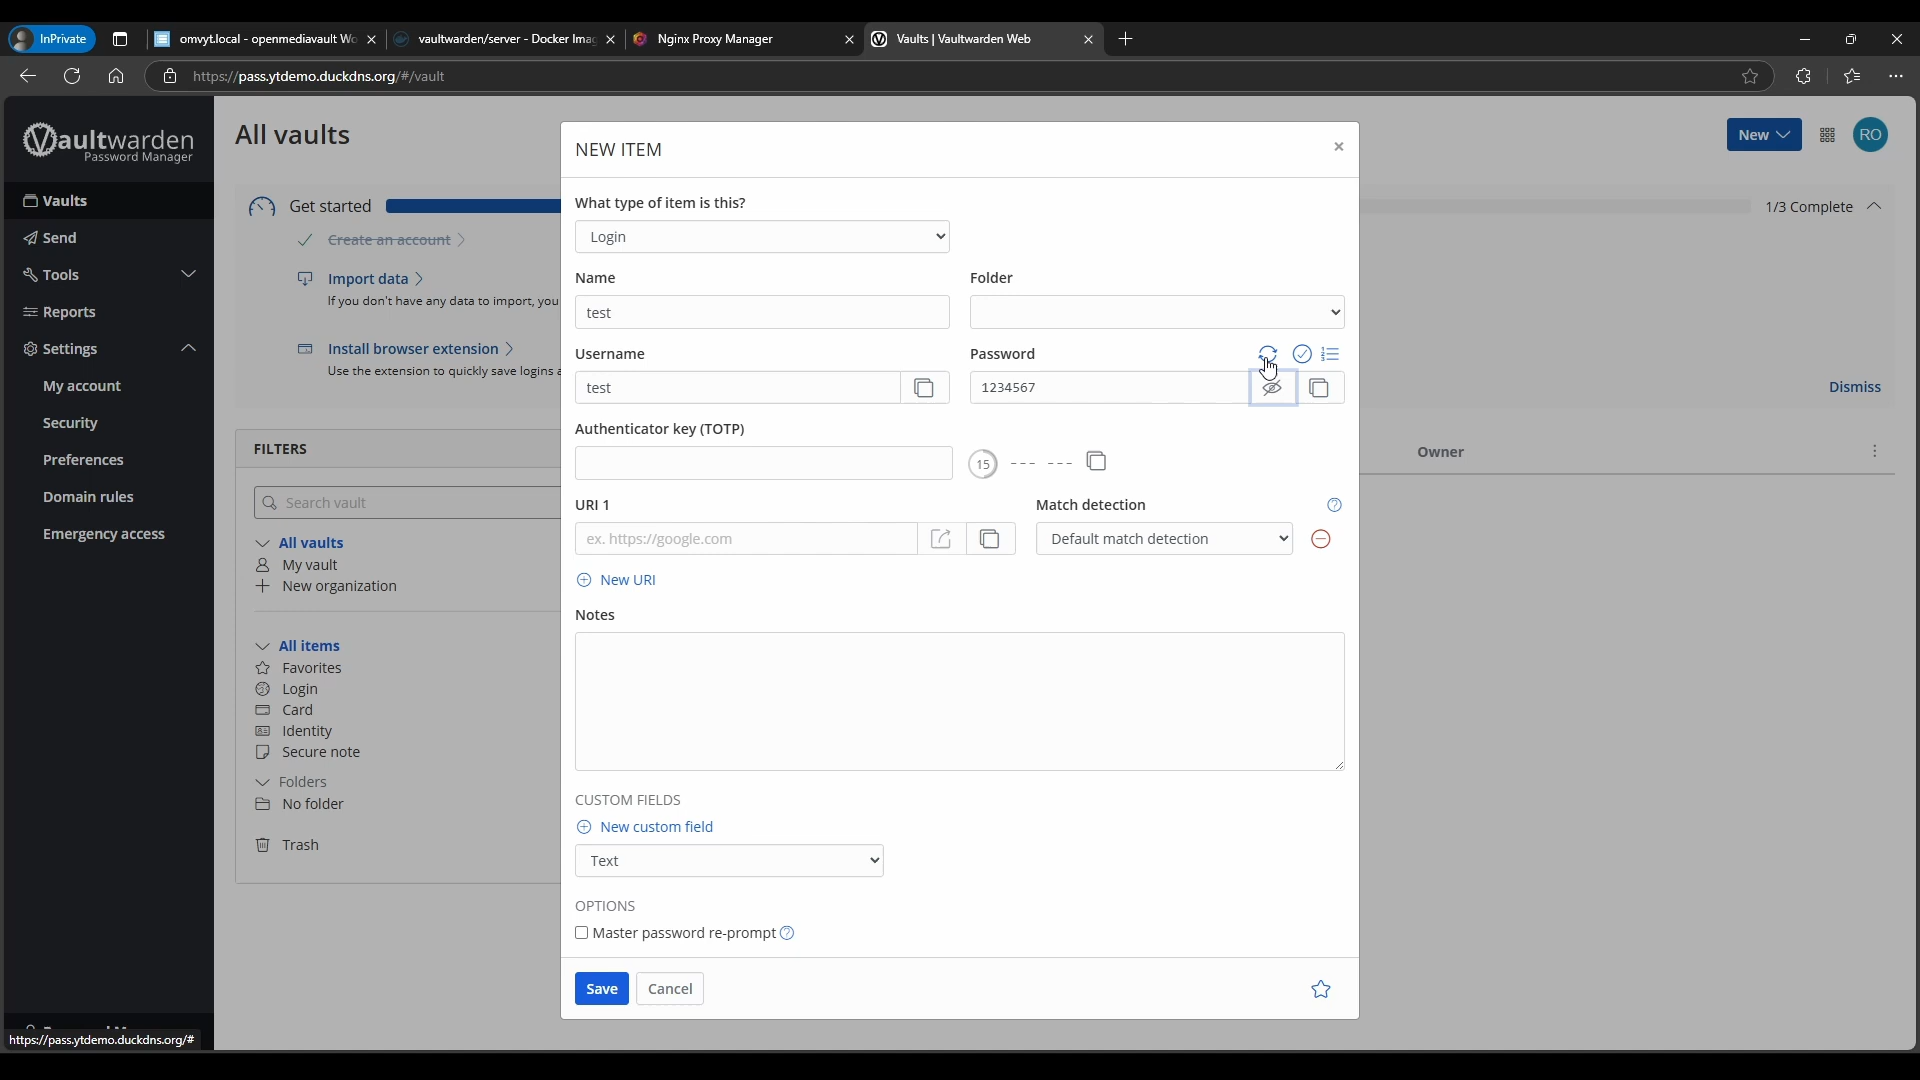 InPrivate
omvyt.local - openmediavault Wo
vaultwarden/server - Docker Imag
Nginx Proxy Manager
Vaults | Vaultwarden Web
https://pass.ytdemo.duckdns.org/#/vault
Vaultwarden
Password Manager
Vaults
Send
Tools
Reports
Settings
My account
Security
Preferences
Domain rules
Emergency access
https://pass.ytdemo.duckdns.org/#
All vaults
New
RO
Get started
1/3 Complete
Create an account
Import data
If you don't have any data to import, you
Install browser extension
Use the extension to quickly save logins a
Dismiss
FILTERS
Search vault
All vaults
My vault
New organization
All items
Favorites
Login
Card
Identity
Secure note
Folders
No folder
Trash
Owner
NEW ITEM
What type of item is this?
Login
Name
Folder
test
Username
Password
test
1234567
Authenticator key (TOTP)
15 --- ---
URI 1
Match detection
ex. https://google.com
Default match detection
New URI
Notes
CUSTOM FIELDS
New custom field
Text
OPTIONS
Master password re-prompt
Save
Cancel